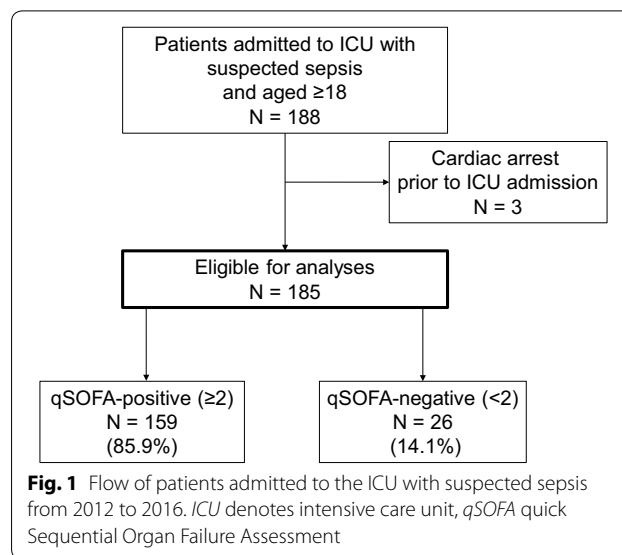 Patients admitted to ICU with
suspected sepsis
and aged ≥18
N = 188
Cardiac arrest
prior to ICU admission
N = 3
Eligible for analyses
N = 185
qSOFA-positive (≥2)
N = 159
(85.9%)
qSOFA-negative (<2)
N = 26
(14.1%)
Fig. 1 Flow of patients admitted to the ICU with suspected sepsis
from 2012 to 2016. ICU denotes intensive care unit, qSOFA quick
Sequential Organ Failure Assessment